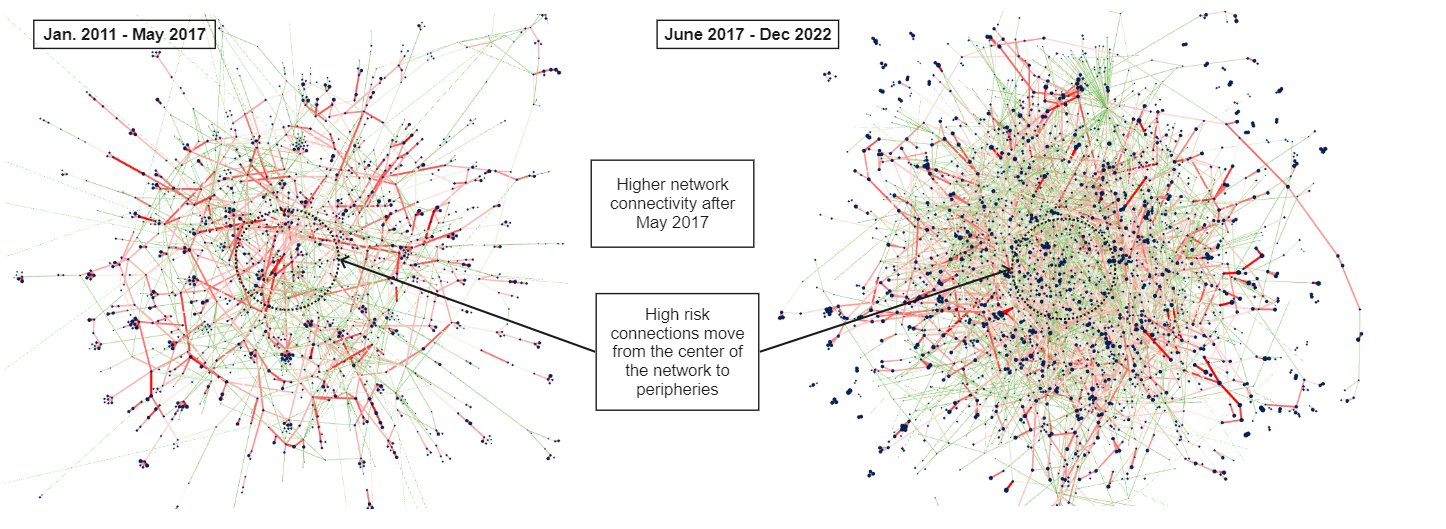 Jan. 2011 - May 2017
June 2017 - Dec 2022
Higher network
connectivity after
May 2017
High risk
connections move
from the center of
the network to
peripheries